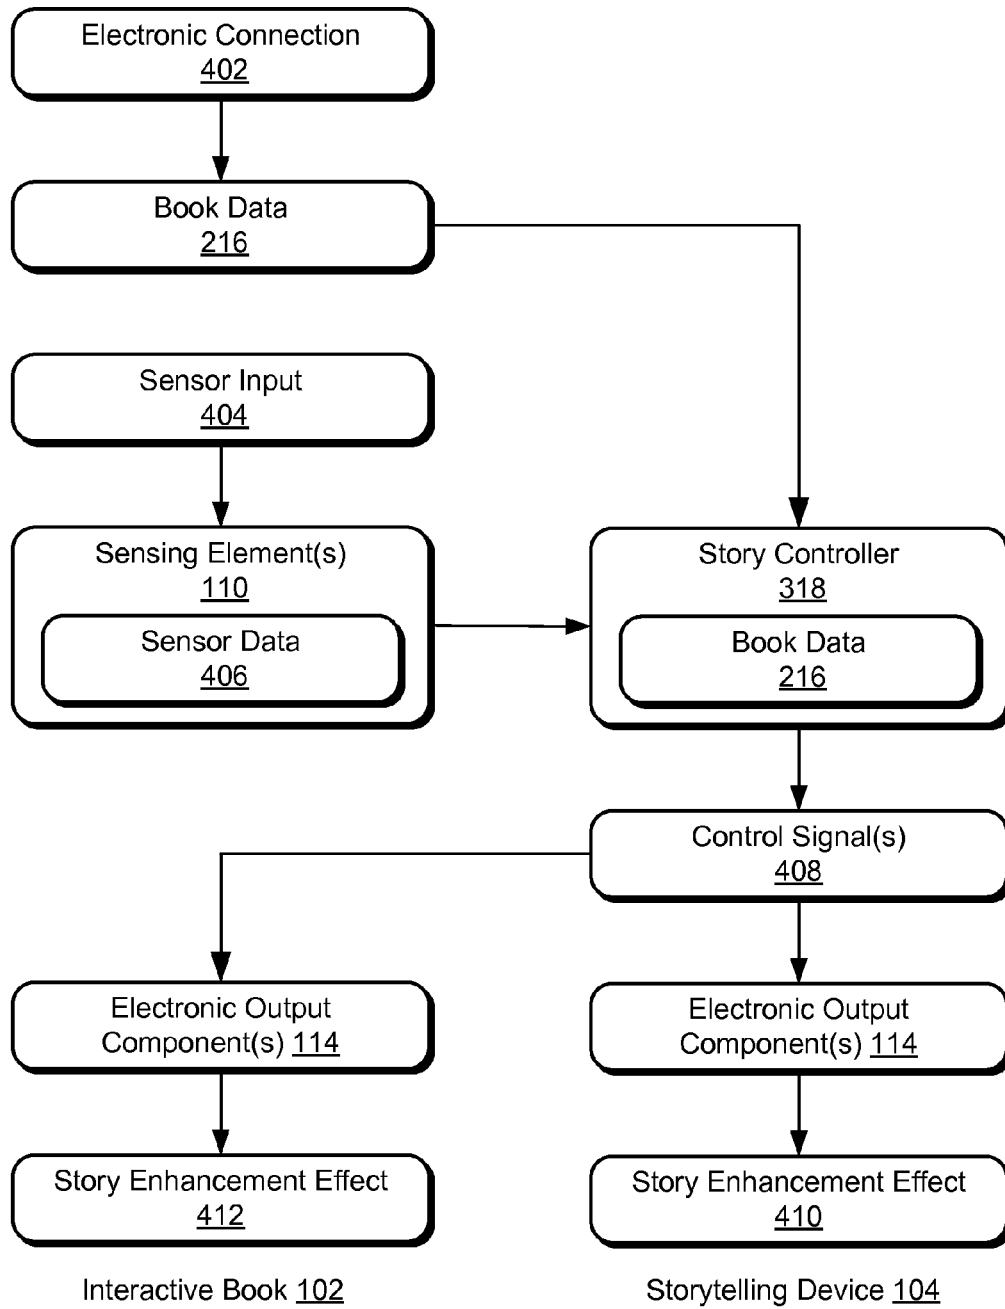 Electronic Connection
402
Book Data
216
Sensor Input
404
Sensing Element(s)
110
Sensor Data
406
Story Controller
318
Book Data
216
Control Signal(s)
408
Electronic Output
Component(s) 114
Electronic Output
Component(s) 114
Story Enhancement Effect
412
Story Enhancement Effect
410
Interactive Book 102
Storytelling Device 104